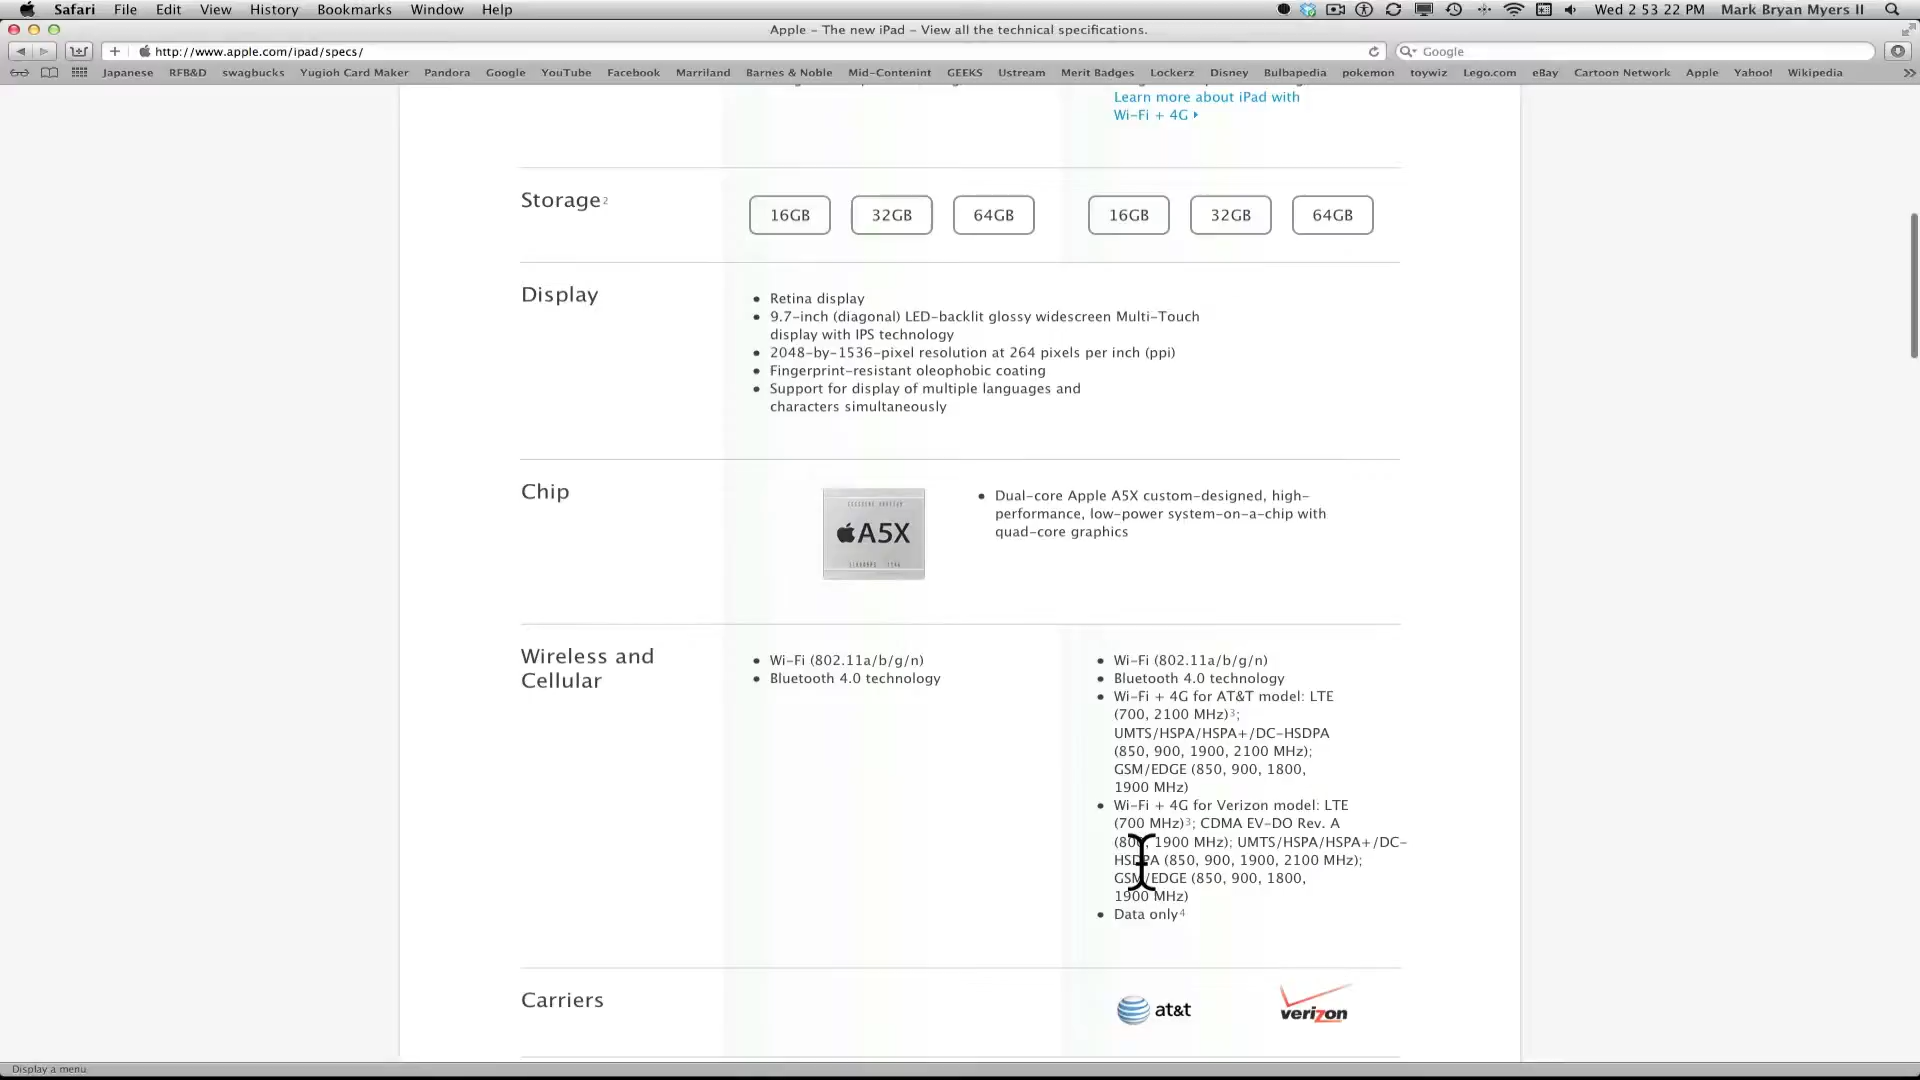 Safari File Edit View History Bookmarks Window Help Wed 2 53 22 PM Mark Bryan Myers II
Apple – The new iPad – View all the technical specifications.
http://www.apple.com/ipad/specs/ Google
Japanese RFB&D swagbucks Yugioh Card Maker Pandora Google YouTube Facebook Marriland Barnes & Noble Mid-Contenint GEEKS Ustream Merit Badges Lockerz Disney Bulbapedia pokemon toywiz Lego.com eBay Cartoon Network Apple Yahoo! Wikipedia
Learn more about iPad with
Wi-Fi + 4G
Storage2
16GB 32GB 64GB 16GB 32GB 64GB
Display
Retina display
9.7-inch (diagonal) LED-backlit glossy widescreen Multi-Touch
display with IPS technology
2048-by-1536-pixel resolution at 264 pixels per inch (ppi)
Fingerprint-resistant oleophobic coating
Support for display of multiple languages and
characters simultaneously
Chip
A5X
Dual-core Apple A5X custom-designed, high-
performance, low-power system-on-a-chip with
quad-core graphics
Wireless and
Cellular
Wi-Fi (802.11a/b/g/n)
Bluetooth 4.0 technology
Wi-Fi (802.11a/b/g/n)
Bluetooth 4.0 technology
Wi-Fi + 4G for AT&T model: LTE
(700, 2100 MHz)3;
UMTS/HSPA/HSPA+/DC-HSDPA
(850, 900, 1900, 2100 MHz);
GSM/EDGE (850, 900, 1800,
1900 MHz)
Wi-Fi + 4G for Verizon model: LTE
(700 MHz)3; CDMA EV-DO Rev. A
(800, 1900 MHz); UMTS/HSPA/HSPA+/DC-
HSDPA (850, 900, 1900, 2100 MHz);
GSM/EDGE (850, 900, 1800,
1900 MHz)
Data only4
Carriers
at&t verizon
Display a menu